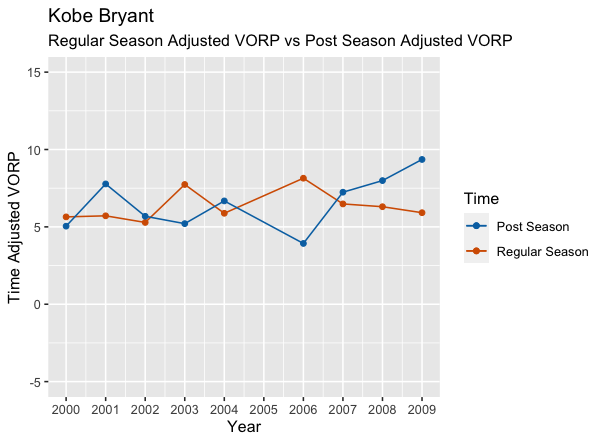 Kobe Bryant
Regular Season Adjusted VORP vs Post Season Adjusted VORP
15
10
5
0
-5
Time Adjusted VORP
2000 2001 2002 2003 2004 2005 2006 2007 2008 2009
Year
Time
Post Season
Regular Season